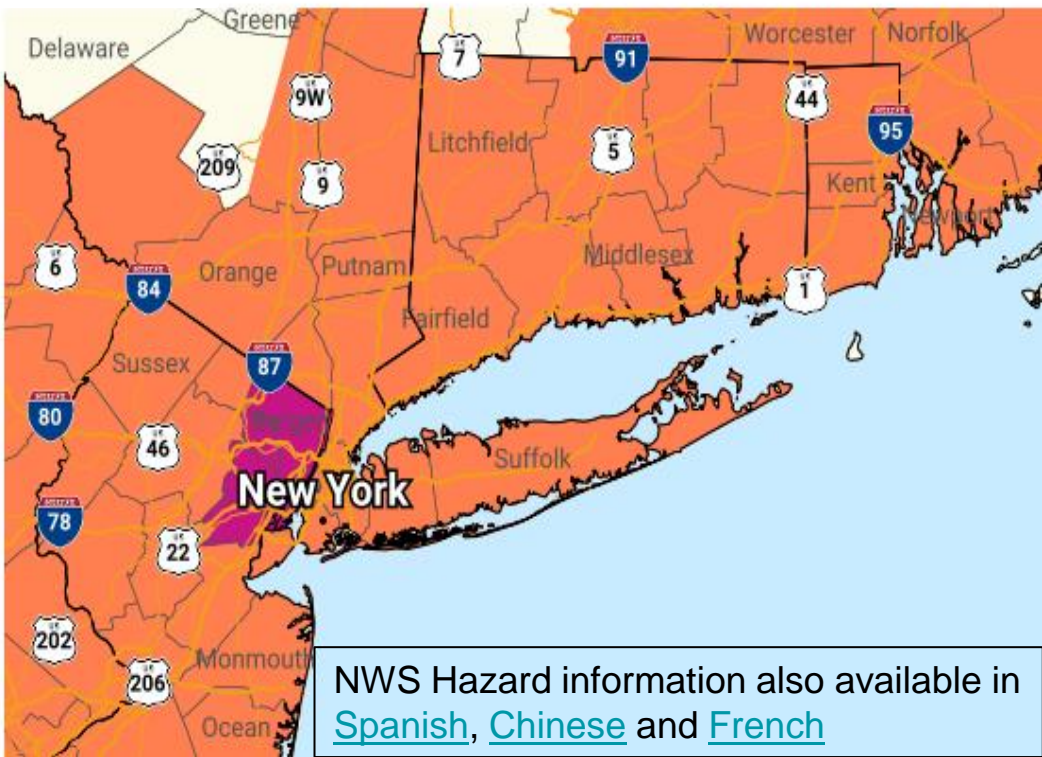 Greene
Delaware
Worcester
Norfolk
7
91
9W
44
Litchfield
5
95
209
9
Kent
Newport
6
Orange
Putnam
Middlesex
84
1
Fairfield
Sussex
87
80
46
Suffolk
New York
78
22
202
206
Monmouth
Ocean
NWS Hazard information also available in
Spanish, Chinese and French